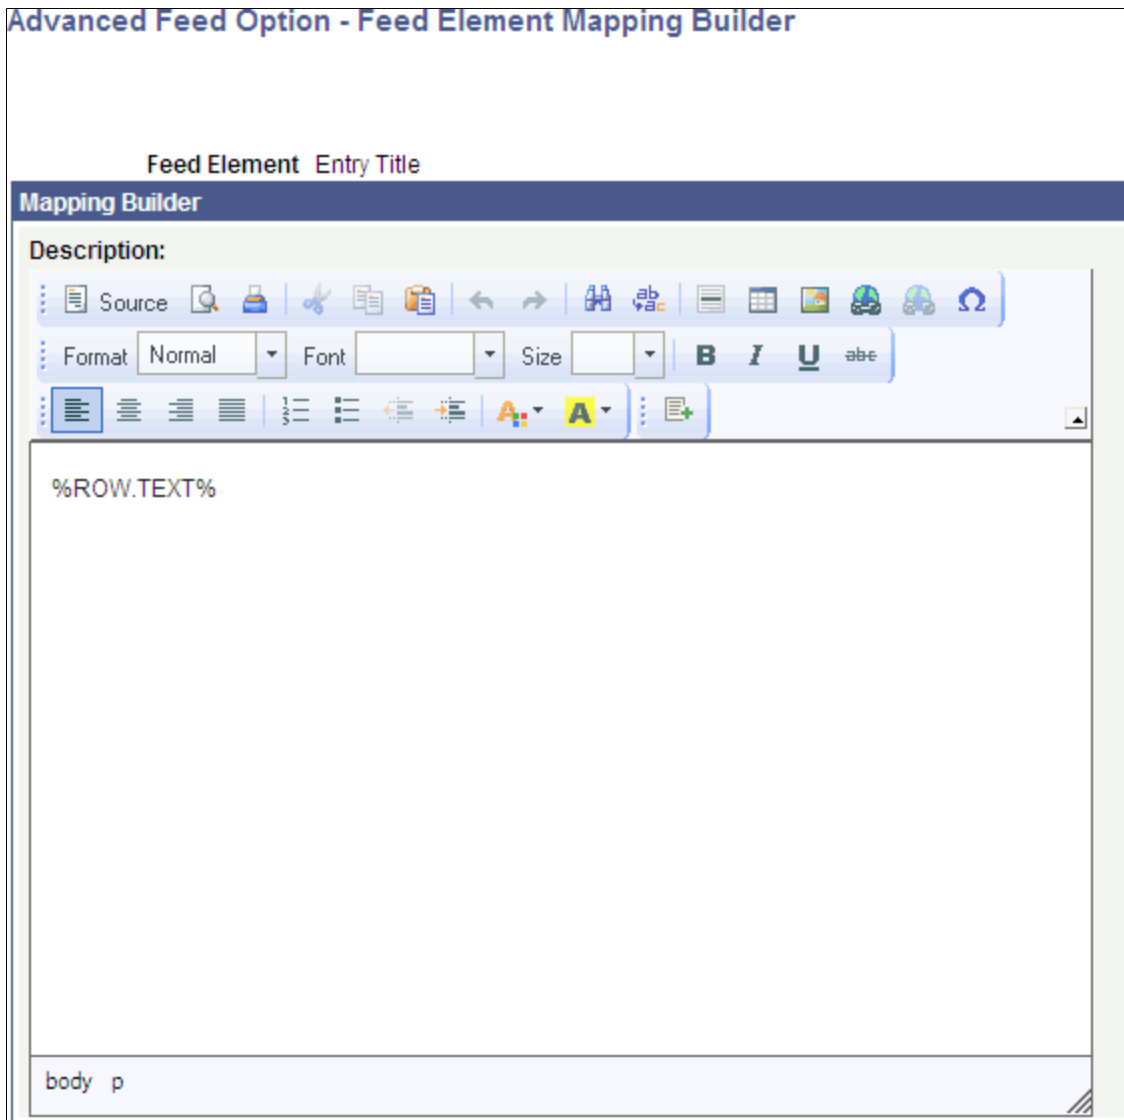 Advanced Feed Option - Feed Element Mapping Builder
Feed Element Entry Title
Mapping Builder
Description:
Source
Format Normal Font Size B I U abc
A A
%ROW.TEXT%
body p